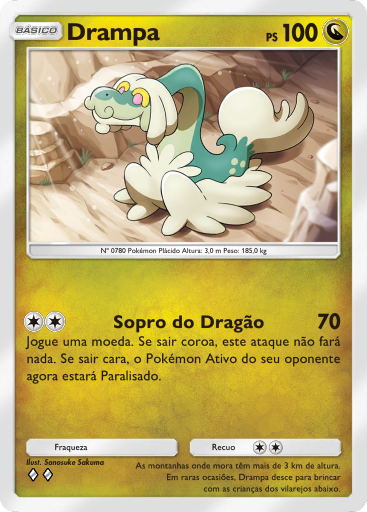 BÁSICO Drampa PS 100
Nº 0780 Pokémon Plácido Altura: 3,0 m Peso: 185,0 kg
Sopro do Dragão 70
Jogue uma moeda. Se sair coroa, este ataque não fará
nada. Se sair cara, o Pokémon Ativo do seu oponente
agora estará Paralisado.
Fraqueza Recuo
Ilust. Sanosuke Sakuma
As montanhas onde mora têm mais de 3 km de altura.
Em raras ocasiões, Drampa desce para brincar
com as crianças dos vilarejos abaixo.